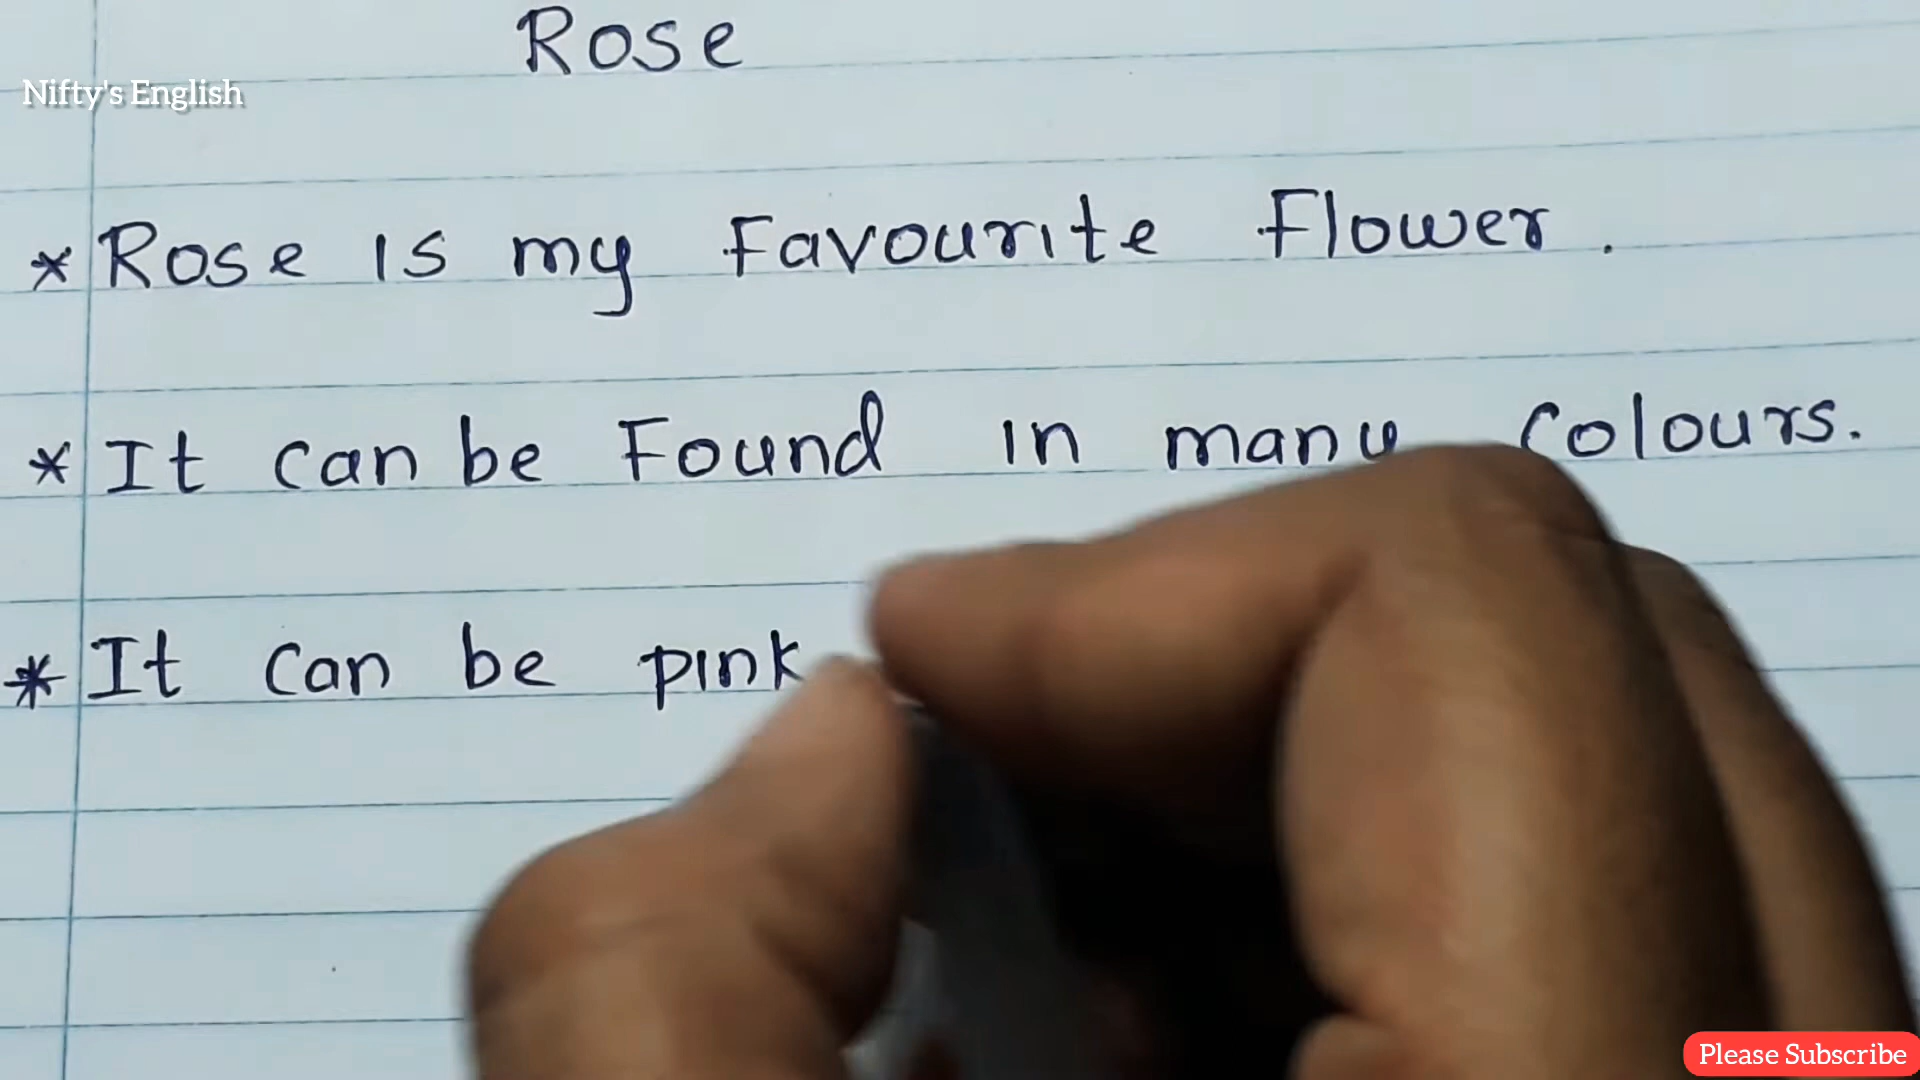 Rose
Nifty's English
* Rose is my Favourite Flower.
* It can be Found in many Colours.
* It can be pink
Please Subscribe